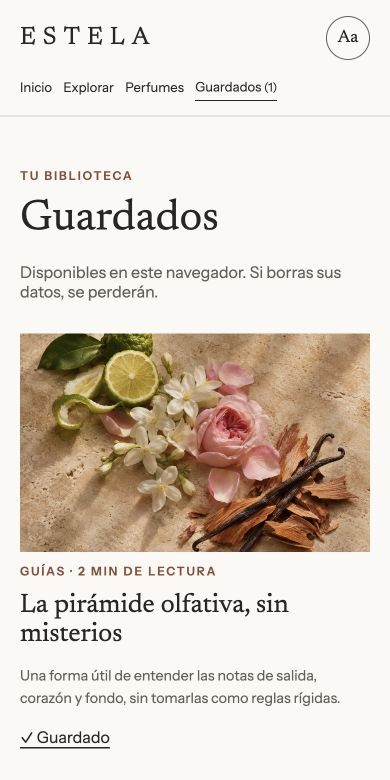 ESTELA
Aa
Inicio Explorar Perfumes Guardados (1)
TU BIBLIOTECA
Guardados
Disponibles en este navegador. Si borras sus
datos, se perderán.
GUÍAS · 2 MIN DE LECTURA
La pirámide olfativa, sin
misterios
Una forma útil de entender las notas de salida,
corazón y fondo, sin tomarlas como reglas rígidas.
✓ Guardado